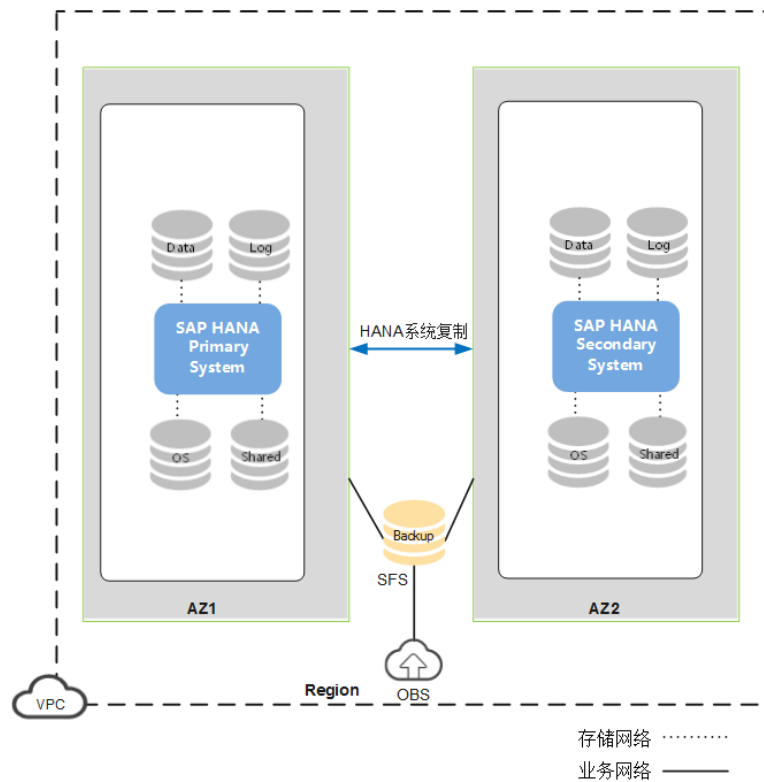 Data
Log
SAP HANA
Primary
System
OS
Shared
AZ1
HANA系统复制
Data
Log
SAP HANA
Secondary
System
OS
Shared
AZ2
Backup
SFS
OBS
Region
VPC
存储网络
业务网络